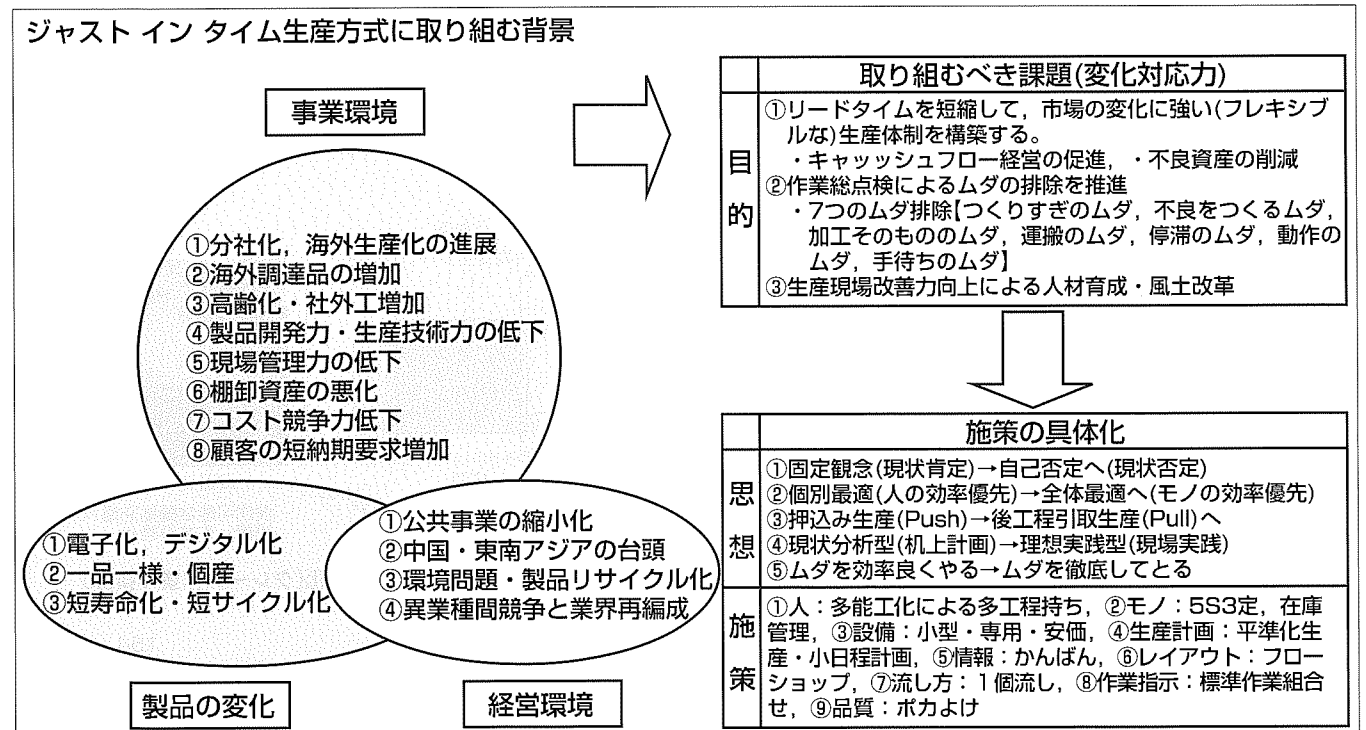 ジャスト イン タイム生産方式に取り組む背景
事業環境
①分社化，海外生産化の進展
②海外調達品の増加
③高齢化・社外工増加
④製品開発力・生産技術力の低下
⑤現場管理力の低下
⑥棚卸資産の悪化
⑦コスト競争力低下
⑧顧客の短納期要求増加
①電子化，デジタル化
②一品一様・個産
③短寿命化・短サイクル化
製品の変化
①公共事業の縮小化
②中国・東南アジアの台頭
③環境問題・製品リサイクル化
④異業種間競争と業界再編成
経営環境
取り組むべき課題(変化対応力)
目的
①リードタイムを短縮して，市場の変化に強い(フレキシブ
ルな)生産体制を構築する。
・キャッッシュフロー経営の促進，・不良資産の削減
②作業総点検によるムダの排除を推進
・7つのムダ排除【つくりすぎのムダ，不良をつくるムダ，
加工そのもののムダ，運搬のムダ，停滞のムダ，動作の
ムダ，手待ちのムダ】
③生産現場改善力向上による人材育成・風土改革
施策の具体化
思想
①固定観念(現状肯定)→自己否定へ(現状否定)
②個別最適(人の効率優先)→全体最適へ(モノの効率優先)
③押込み生産(Push)→後工程引取生産(Pull)へ
④現状分析型(机上計画)→理想実践型(現場実践)
⑤ムダを効率良くやる→ムダを徹底してとる
施策
①人：多能工化による多工程持ち，②モノ：5S3定，在庫
管理，③設備：小型・専用・安価，④生産計画：平準化生
産・小日程計画，⑤情報：かんばん，⑥レイアウト：フロー
ショップ，⑦流し方：1個流し，⑧作業指示：標準作業組合
せ，⑨品質：ポカよけ